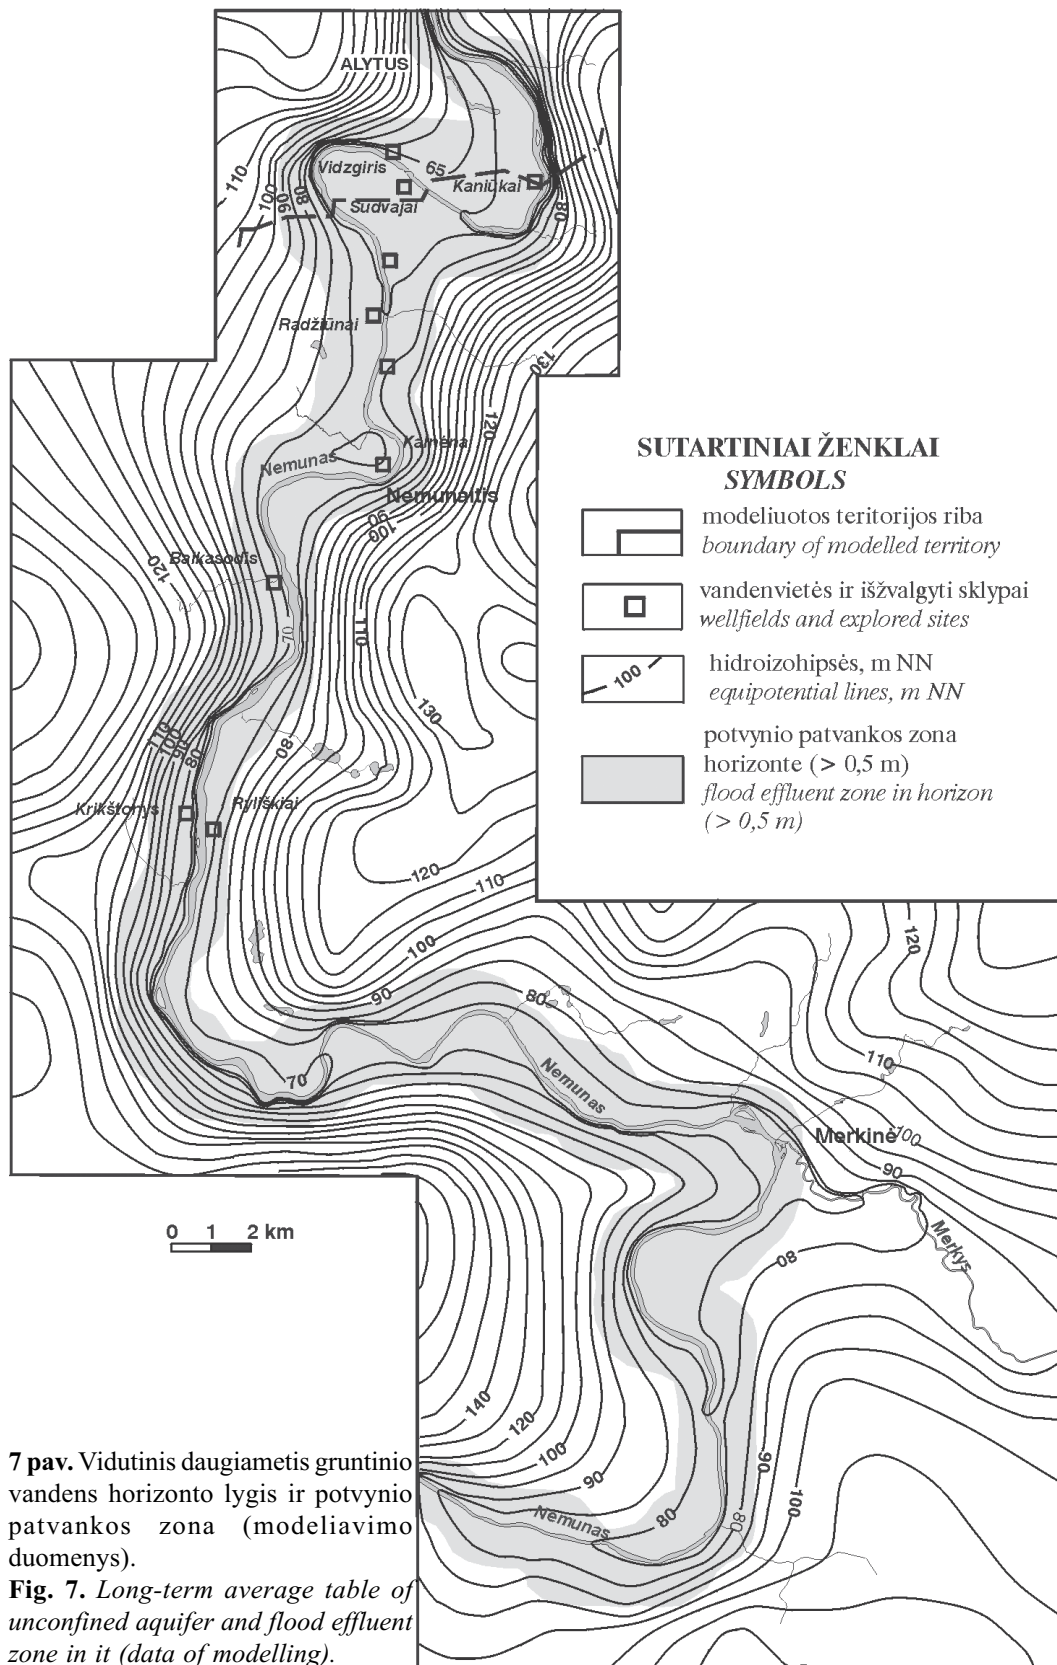 ALYTUS
110
100
90
80
Vidzgiris
65
Kaniūkai
Sudvajai
80
Radžiūnai
130
120
Kalnėna
Nemunas
Nemunaitis
90
100
Balkasodis
120
70
110
130
110
100
90
80
80
Krikštonys
Ryliškiai
120
110
100
90
80
70
Nemunas
120
110
Merkinė
100
90
Merkys
80
140
120
100
90
80
Nemunas
80
90
100
SUTARTINIAI ŽENKLAI
SYMBOLS
modeliuotos teritorijos riba
boundary of modelled territory
vandenvietės ir išžvalgyti sklypai
wellfields and explored sites
100
hidroizohipsės, m NN
equipotential lines, m NN
potvynio patvankos zona
horizonte (> 0,5 m)
flood effluent zone in horizon
(> 0,5 m)
0 1 2 km
7 pav. Vidutinis daugiametis gruntinio
vandens horizonto lygis ir potvynio
patvankos zona (modeliavimo
duomenys).
Fig. 7. Long-term average table of
unconfined aquifer and flood effluent
zone in it (data of modelling).